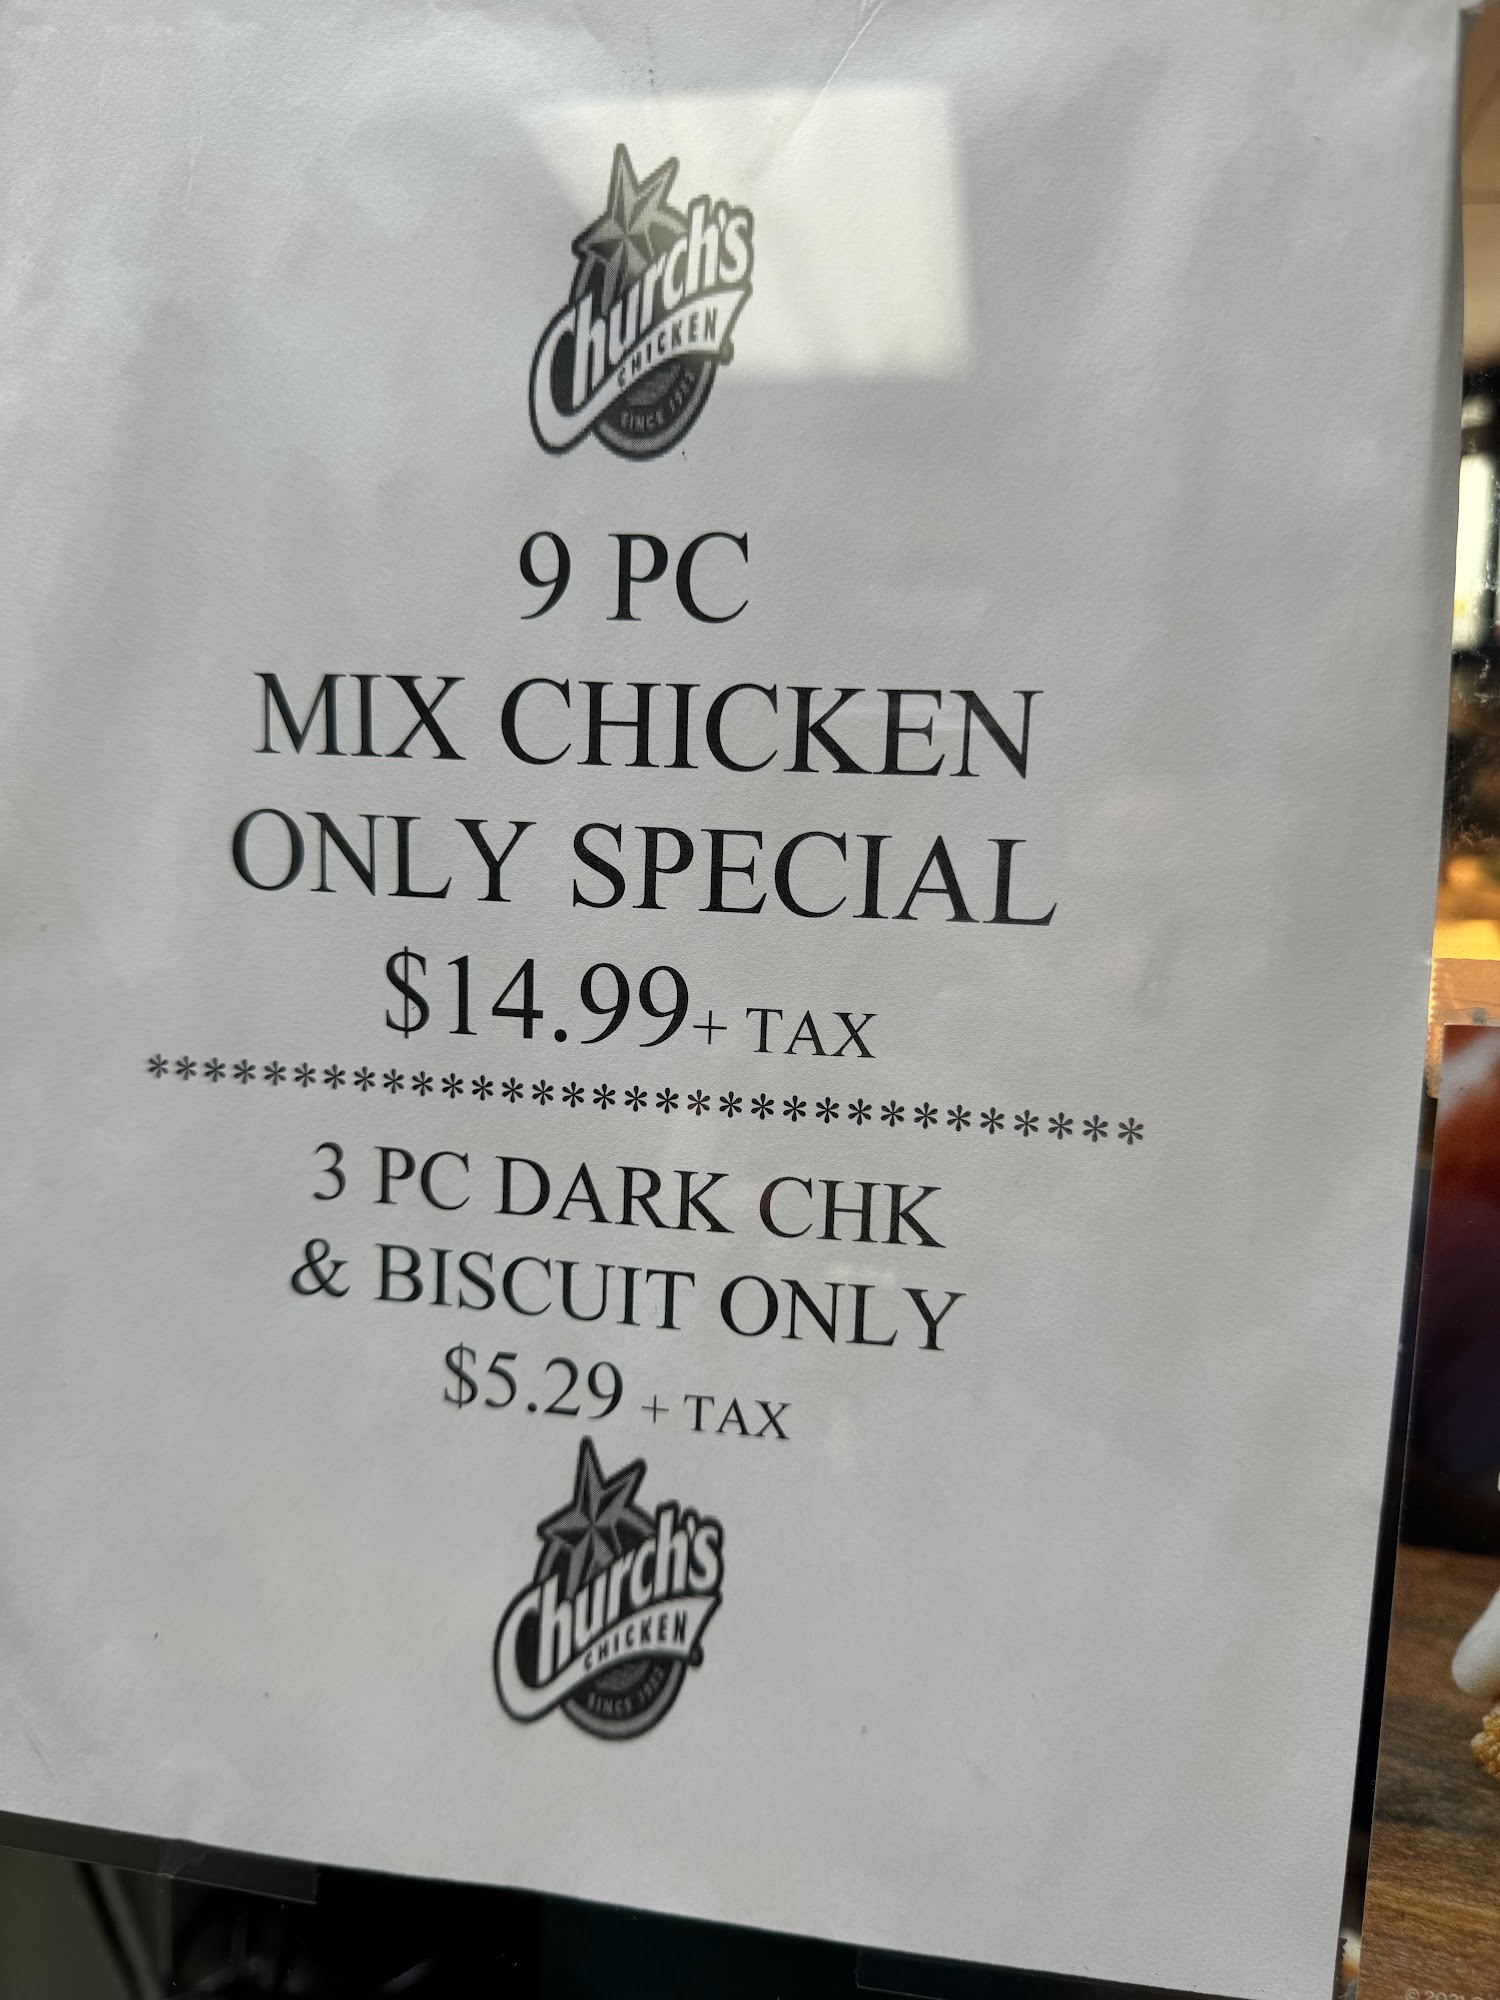 Church's
CHICKEN
SINCE 1952
9 PC
MIX CHICKEN
ONLY SPECIAL
$14.99+ TAX
**********************************
3 PC DARK CHK
& BISCUIT ONLY
$5.29 + TAX
Church's
CHICKEN
SINCE 1952